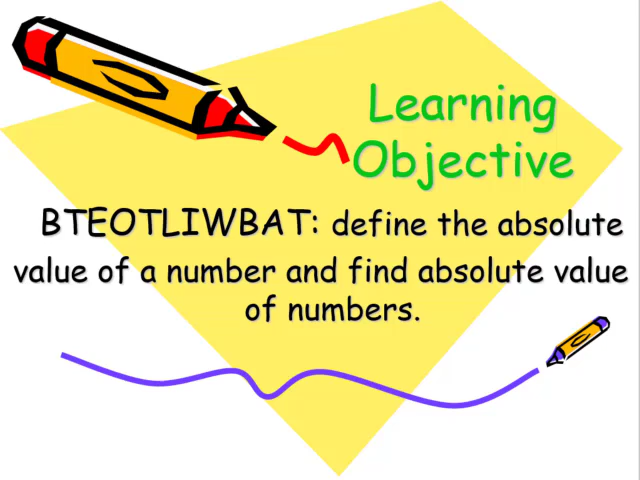 Learning
Objective
BTEOTLIWBAT: define the absolute
value of a number and find absolute value
of numbers.